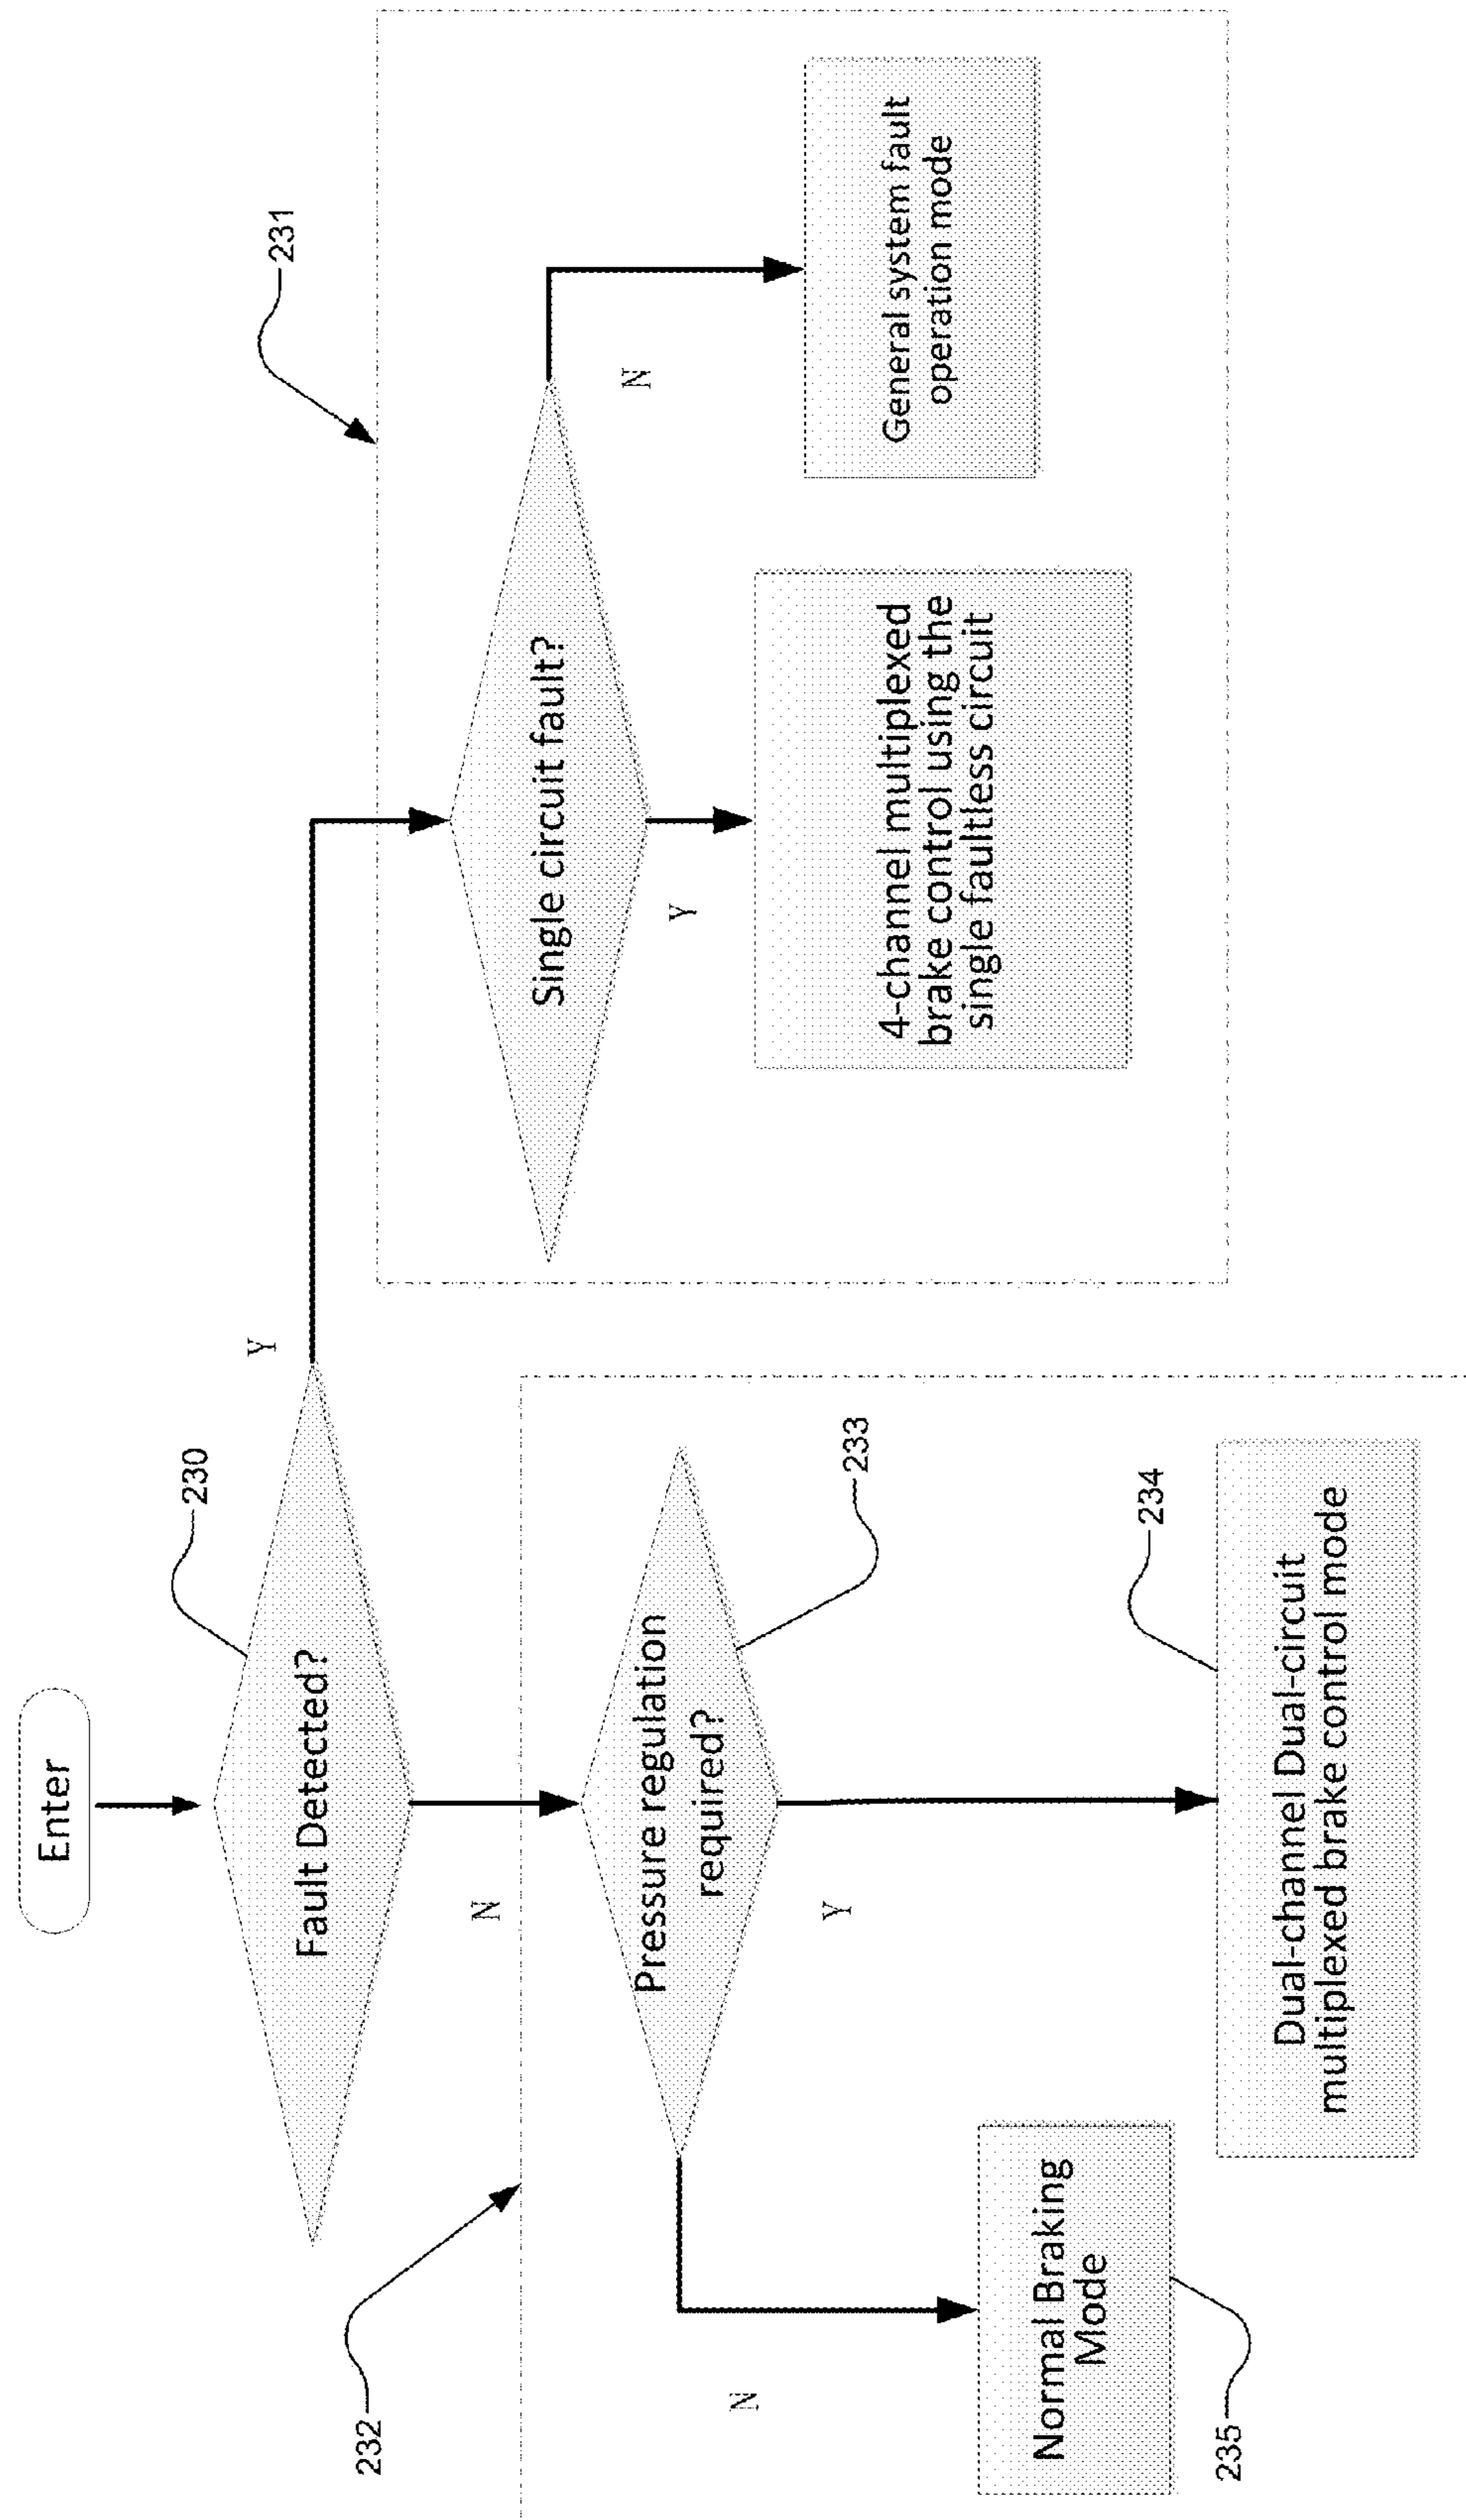 Enter
230
Fault Detected?
Y
N
231
Single circuit fault?
N
Y
4-channel multiplexed
brake control using the
single faultless circuit
General system fault
operation mode
232
Pressure regulation
required?
233
N
Y
Normal Braking
Mode
235
234
Dual-channel Dual-circuit
multiplexed brake control mode